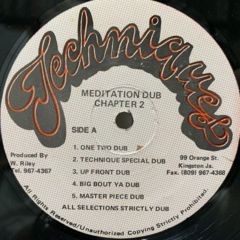 Techniques
MEDITATION DUB
CHAPTER 2
SIDE A
1. ONE TWO DUB
2. TECHNIQUE SPECIAL DUB
3. UP FRONT DUB
4. BIG BOUT YA DUB
5. MASTER PIECE DUB
ALL SELECTIONS STRICTLY DUB
Produced By
W. Riley
Tel. 967-4367
99 Orange St.
Kingston Ja.
Fax. (809) 967-4368
All Rights Reserved/Unauthorized Copying Strictly Prohibited.